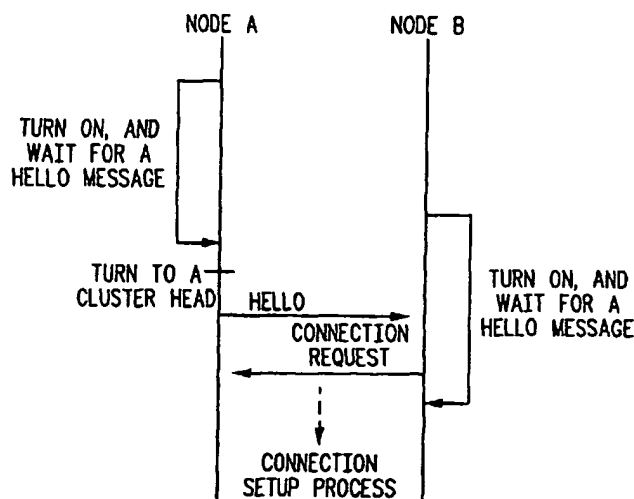 NODE A
NODE B
TURN ON, AND
WAIT FOR A
HELLO MESSAGE
TURN TO A
CLUSTER HEAD
HELLO
CONNECTION
REQUEST
TURN ON, AND
WAIT FOR A
HELLO MESSAGE
CONNECTION
SETUP PROCESS